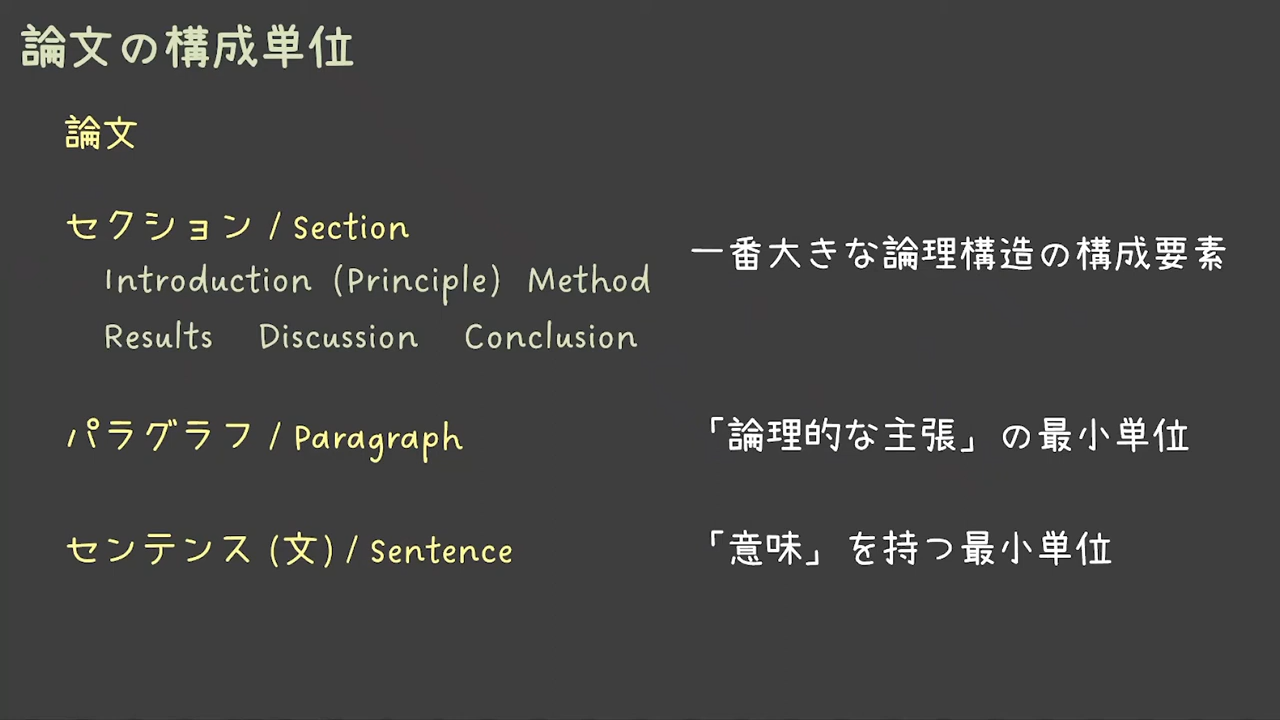 論文の構成単位
論文
セクション / Section
Introduction (Principle) Method
Results Discussion Conclusion
一番大きな論理構造の構成要素
パラグラフ / Paragraph
「論理的な主張」の最小単位
センテンス (文) / Sentence
「意味」を持つ最小単位